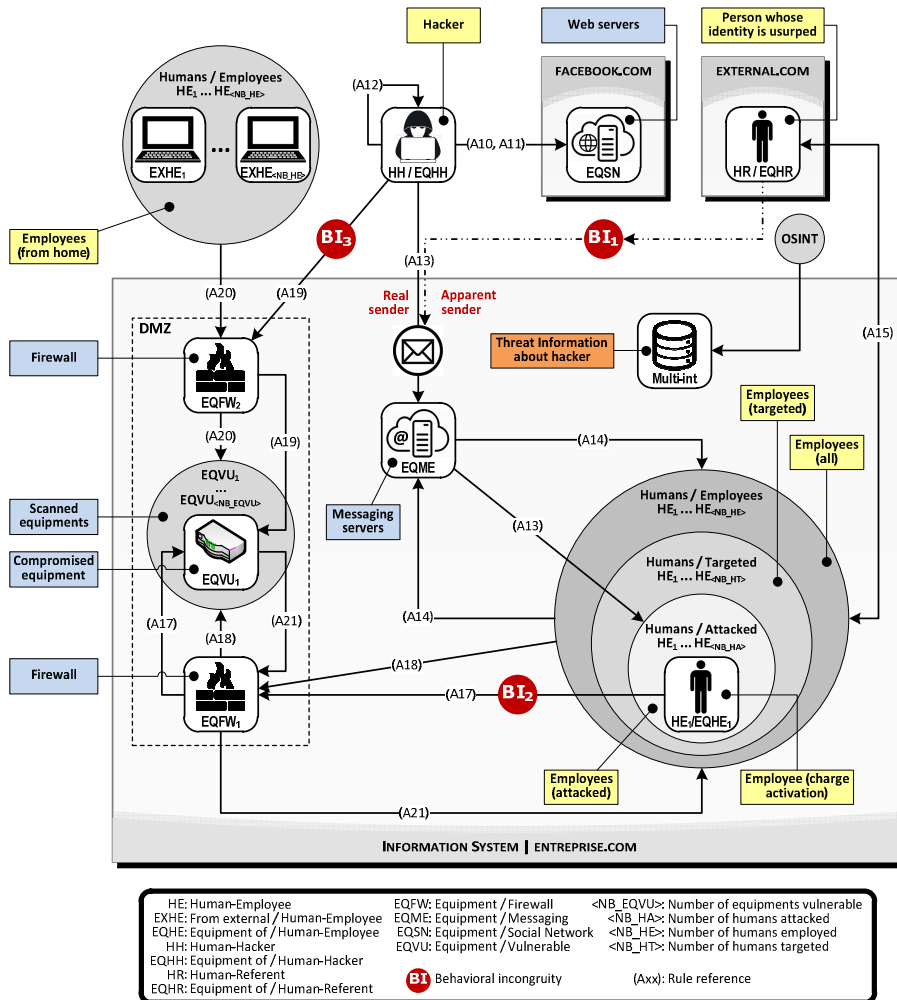 Hacker
Web servers
Person whose
identity is usurped
Humans / Employees
HE1 ... HE<NB_HE>
EXHE1
...
EXHE<NB_HE>
(A12)
HH / EQHH
(A10, A11)
FACEBOOK.COM
EQSN
EXTERNAL.COM
HR / EQHR
Employees
(from home)
BI3
BI1
OSINT
(A13)
(A20)
(A19)
Real
sender
Apparent
sender
(A15)
DMZ
Firewall
EQFW2
Threat Information
about hacker
Multi-int
Employees
(targeted)
Employees
(all)
(A20)
(A19)
@
EQME
(A14)
EQVU1
...
EQVU<NB_EQVU>
Scanned
equipments
Messaging
servers
Humans / Employees
HE1 ... HE<NB_HE>
(A13)
Compromised
equipment
EQVU1
Humans / Targeted
HE1 ... HE<NB_HT>
(A17)
(A18)
(A21)
(A14)
Humans / Attacked
HE1 ... HE<NB_HA>
(A18)
Firewall
EQFW1
(A17)
BI2
HE1/EQHE1
Employees
(attacked)
Employee (charge
activation)
(A21)
INFORMATION SYSTEM | ENTREPRISE.COM
HE: Human-Employee
EXHE: From external / Human-Employee
EQHE: Equipment of / Human-Employee
HH: Human-Hacker
EQHH: Equipment of / Human-Hacker
HR: Human-Referent
EQHR: Equipment of / Human-Referent
EQFW: Equipment / Firewall
EQME: Equipment / Messaging
EQSN: Equipment / Social Network
EQVU: Equipment / Vulnerable
<NB_EQVU>: Number of equipments vulnerable
<NB_HA>: Number of humans attacked
<NB_HE>: Number of humans employed
<NB_HT>: Number of humans targeted
BI Behavioral incongruity
(Axx): Rule reference